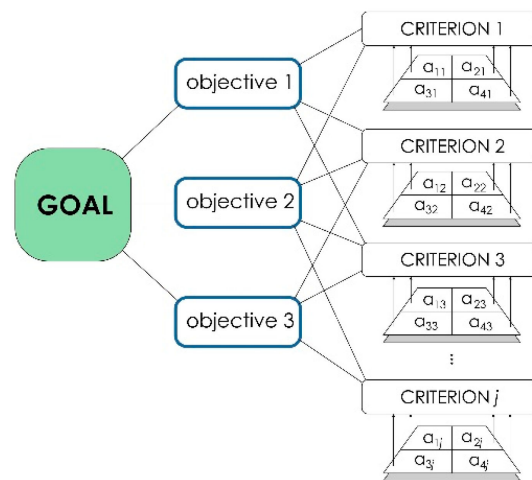 GOAL
objective 1
objective 2
objective 3
CRITERION 1
a11 a21
a31 a41
CRITERION 2
a12 a22
a32 a42
CRITERION 3
a13 a23
a33 a43
⋮
CRITERION j
a1j a2j
a3j a4j